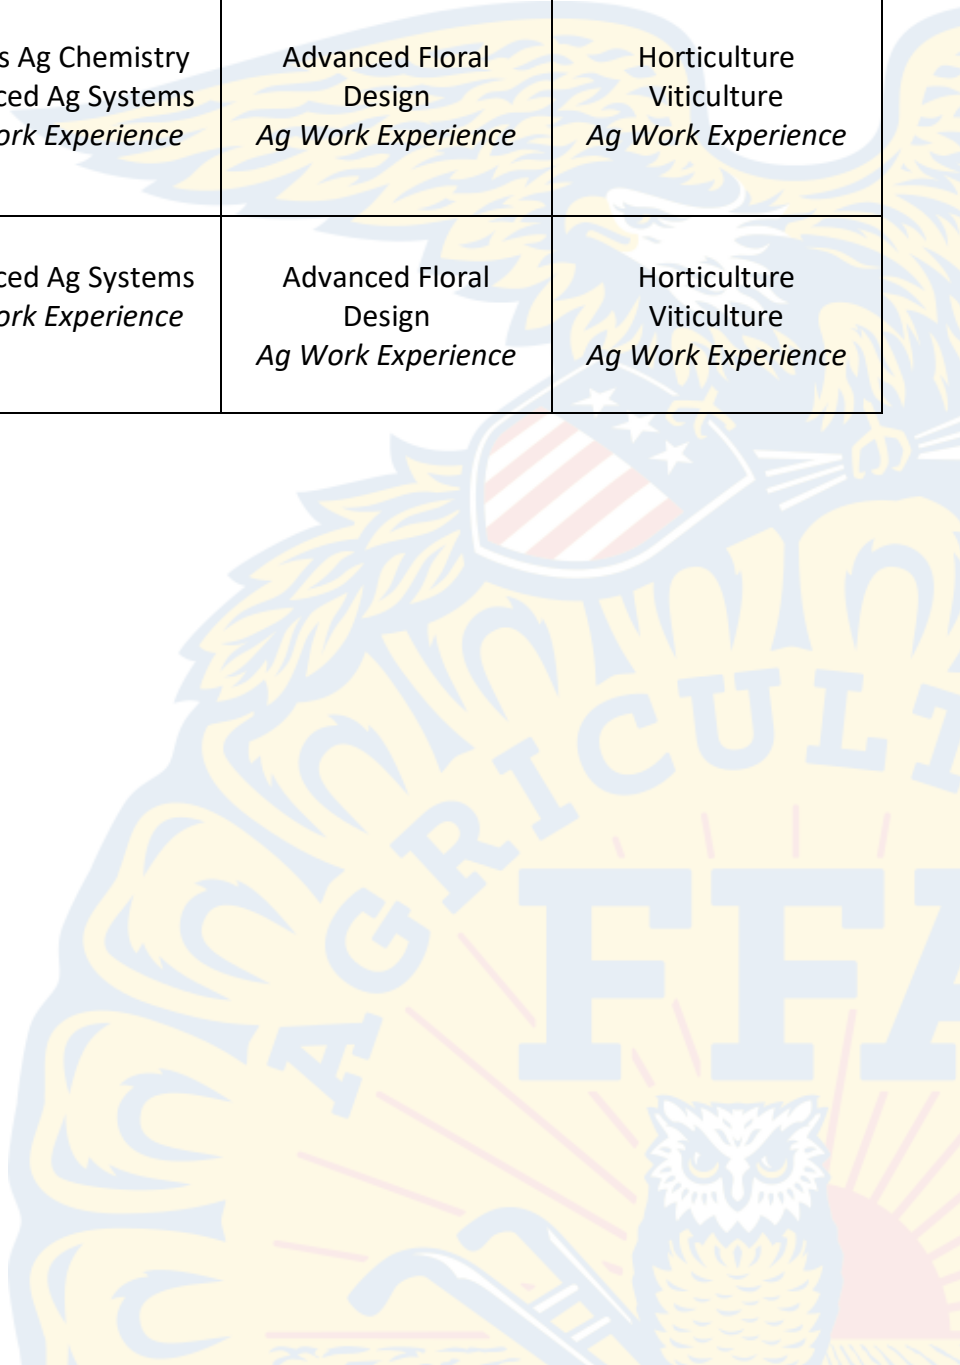 s Ag Chemistry
ced Ag Systems
ork Experience
Advanced Floral
Design
Ag Work Experience
Horticulture
Viticulture
Ag Work Experience
ced Ag Systems
ork Experience
Advanced Floral
Design
Ag Work Experience
Horticulture
Viticulture
Ag Work Experience
AGRICULT
FFA